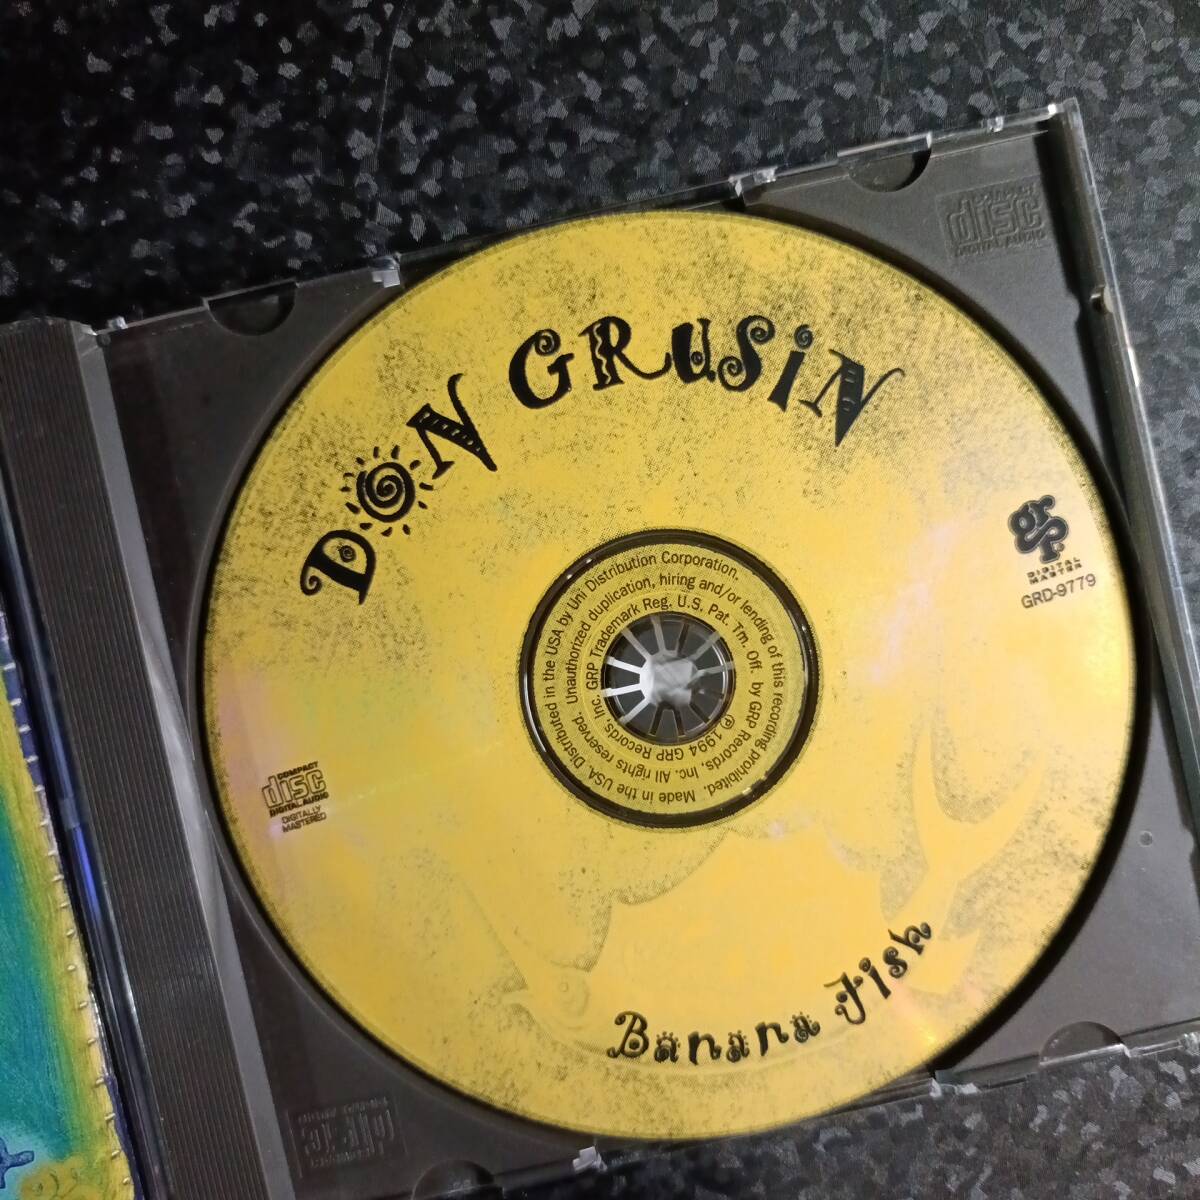 DON GRUSiN
grp
DIGITAL
MASTER
GRD-9779
COMPACT
disc
DIGITAL AUDIO
DIGITALLY
MASTERED
Made in the USA. Distributed in the USA by Uni Distribution Corporation.
All rights reserved. Unauthorized duplication, hiring and/or lending of this recording prohibited.
℗ 1994 GRP Records, Inc. GRP Trademark Reg. U.S. Pat. Tm. Off. by GRP Records, Inc.
Banana Fish
disc
DIGITAL AUDIO